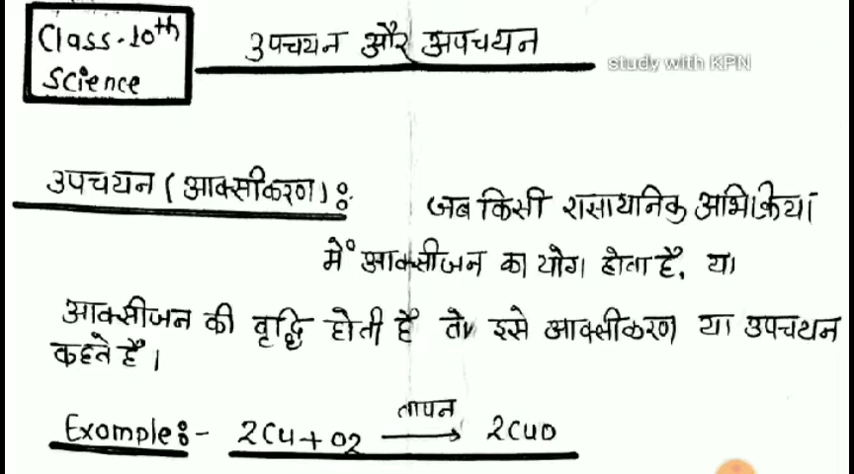 Class-10th
Science
उपचयन और अपचयन
study with KPN
उपचयन (आक्सीकरण) :- जब किसी रासायनिक अभिक्रिया
में आक्सीजन का योग होता है, या
आक्सीजन की वृद्धि होती है तो इसे आक्सीकरण या उपचयन
कहते हैं।
तापन
Example:- 2Cu+O2 → 2CuO